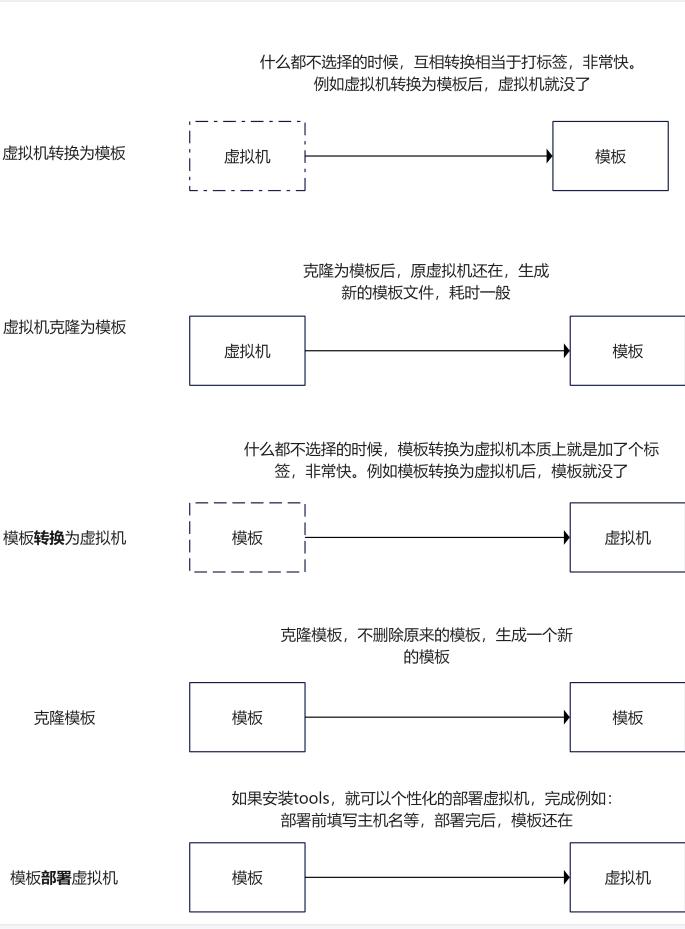 什么都不选择的时候，互相转换相当于打标签，非常快。
例如虚拟机转换为模板后，虚拟机就没了
虚拟机转换为模板
虚拟机
模板
克隆为模板后，原虚拟机还在，生成
新的模板文件，耗时一般
虚拟机克隆为模板
虚拟机
模板
什么都不选择的时候，模板转换为虚拟机本质上就是加了个标
签，非常快。例如模板转换为虚拟机后，模板就没了
模板转换为虚拟机
模板
虚拟机
克隆模板，不删除原来的模板，生成一个新
的模板
克隆模板
模板
模板
如果安装tools，就可以个性化的部署虚拟机，完成例如：
部署前填写主机名等，部署完后，模板还在
模板部署虚拟机
模板
虚拟机